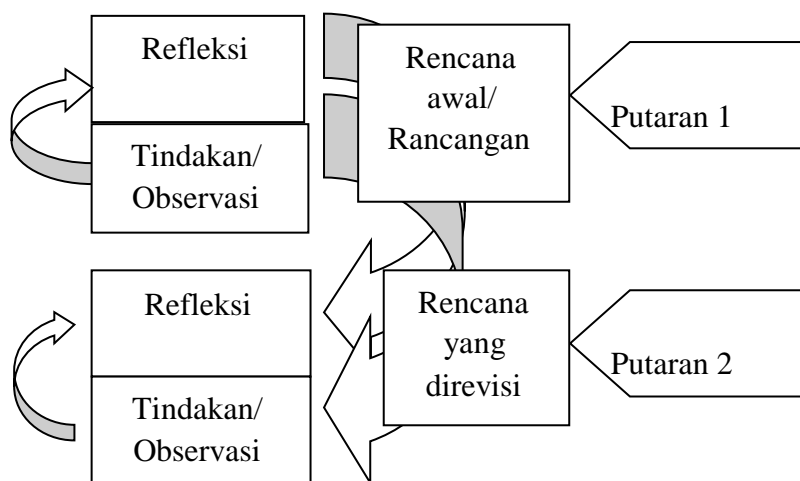 Refleksi
Tindakan/
Observasi
Rencana
awal/
Rancangan
Putaran 1
Refleksi
Tindakan/
Observasi
Rencana
yang
direvisi
Putaran 2